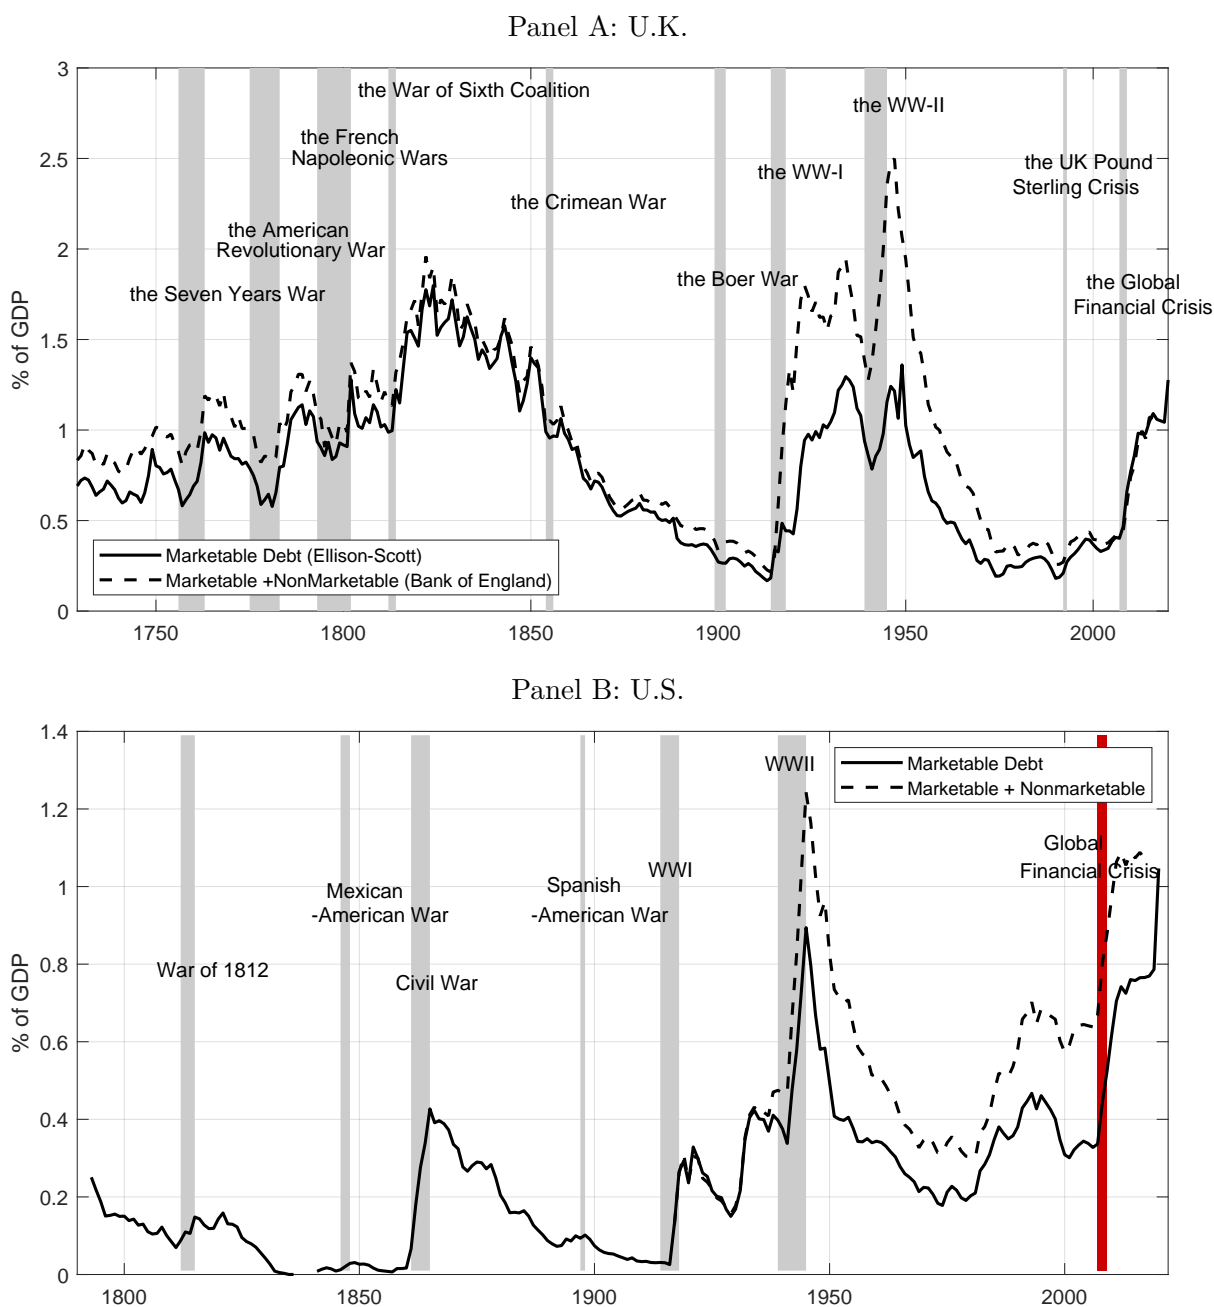 Panel A: U.K.
3
2.5
2
1.5
1
0.5
0
% of GDP
the War of Sixth Coalition
the WW-II
the French
Napoleonic Wars
the WW-I
the UK Pound
Sterling Crisis
the Crimean War
the American
Revolutionary War
the Boer War
the Seven Years War
the Global
Financial Crisis
Marketable Debt (Ellison-Scott)
Marketable +NonMarketable (Bank of England)
1750 1800 1850 1900 1950 2000
Panel B: U.S.
1.4
1.2
1
0.8
0.6
0.4
0.2
0
% of GDP
WWII
Marketable Debt
Marketable + Nonmarketable
Global
Financial Crisis
WWI
Mexican
-American War
Spanish
-American War
War of 1812
Civil War
1800 1850 1900 1950 2000